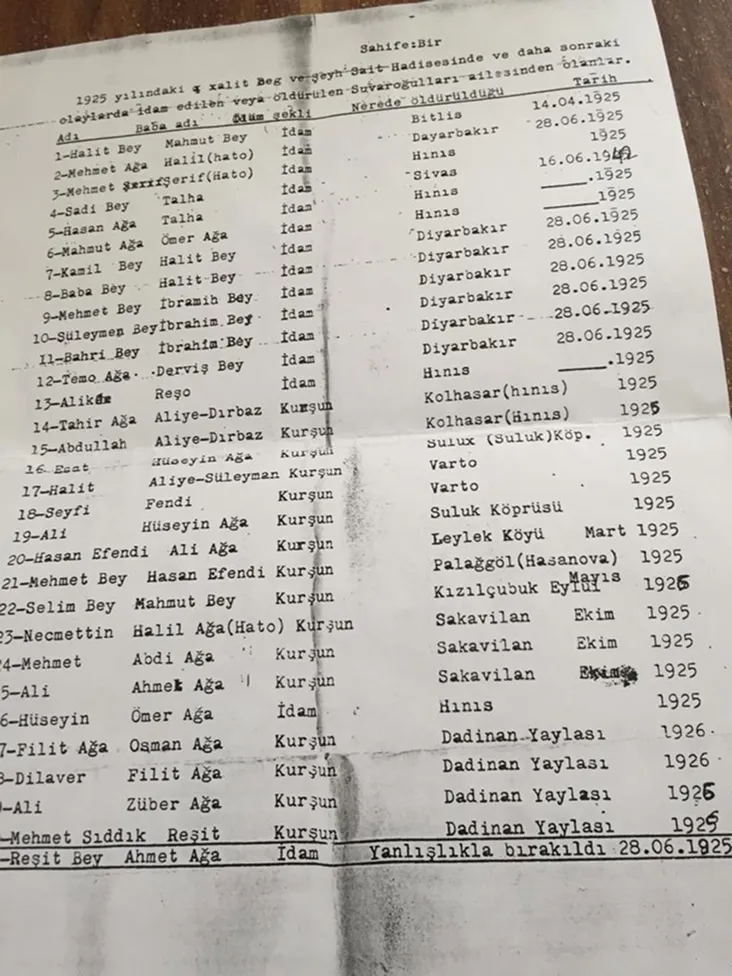 Sahife:Bir
1925 yılındaki xalit Beg ve şeyh Sait Hadisesinde ve daha sonraki
olaylarda idam edilen veya öldürülen Suvaroğulları ailesinden olanlar.
Adı Baba adı Ölüm şekli Nerede öldürüldüğü Tarih
1-Halit Bey Mahmut Bey İdam Bitlis 14.04.1925
2-Mehmet Ağa Halil(hato) İdam Dayarbakır 28.06.1925
3-Mehmet Şerif(Hato) İdam Hınıs 1925
4-Sadi Bey Talha İdam Sivas 16.06.19
5-Hasan Ağa Talha İdam Hınıs ____.1925
6-Mahmut Ağa Ömer Ağa İdam Hınıs ____1925
7-Kamil Bey Halit Bey İdam Diyarbakır 28.06.1925
8-Baba Bey Halit Bey İdam Diyarbakır 28.06.1925
9-Mehmet Bey İbramih Bey İdam Diyarbakır 28.06.1925
10-Süleymen Bey İbrahim Bey İdam Diyarbakır 28.06.1925
11-Bahri Bey İbrahim Bey İdam Diyarbakır 28.06.1925
12-Temo Ağa Derviş Bey İdam Diyarbakır 28.06.1925
13- Reşo İdam Hınıs ____.1925
14-Tahir Ağa Aliye-Dırbaz Kurşun Kolhasar(hınıs) 1925
15-Abdullah Aliye-Dırbaz Kurşun Kolhasar(Hınıs) 1925
16-Esat Hüseyin Ağa Kurşun Sulux (Suluk)Köp. 1925
17-Halit Aliye-Süleyman Kurşun Varto 1925
18-Seyfi Fendi Kurşun Varto 1925
19-Ali Hüseyin Ağa Kurşun Suluk Köprüsü 1925
20-Hasan Efendi Ali Ağa Kurşun Leylek Köyü Mart 1925
21-Mehmet Bey Hasan Efendi Kurşun Palağgöl(Hasanova) 1925
22-Selim Bey Mahmut Bey Kurşun Kızılçubuk Eylül Mayıs 1925
23-Necmettin Halil Ağa(Hato) Kurşun Sakavilan Ekim 1925
4-Mehmet Abdi Ağa Kurşun Sakavilan Ekim 1925
5-Ali Ahmet Ağa Kurşun Sakavilan Ekim 1925
6-Hüseyin Ömer Ağa İdam Hınıs 1925
7-Filit Ağa Osman Ağa Kurşun Dadinan Yaylası 1926
8-Dilaver Filit Ağa Kurşun Dadinan Yaylası 1926
-Ali Züber Ağa Kurşun Dadinan Yaylası 1926
-Mehmet Sıddık Reşit Kurşun Dadinan Yaylası
-Reşit Bey Ahmet Ağa İdam Yanlışlıkla bırakıldı 28.06.1925